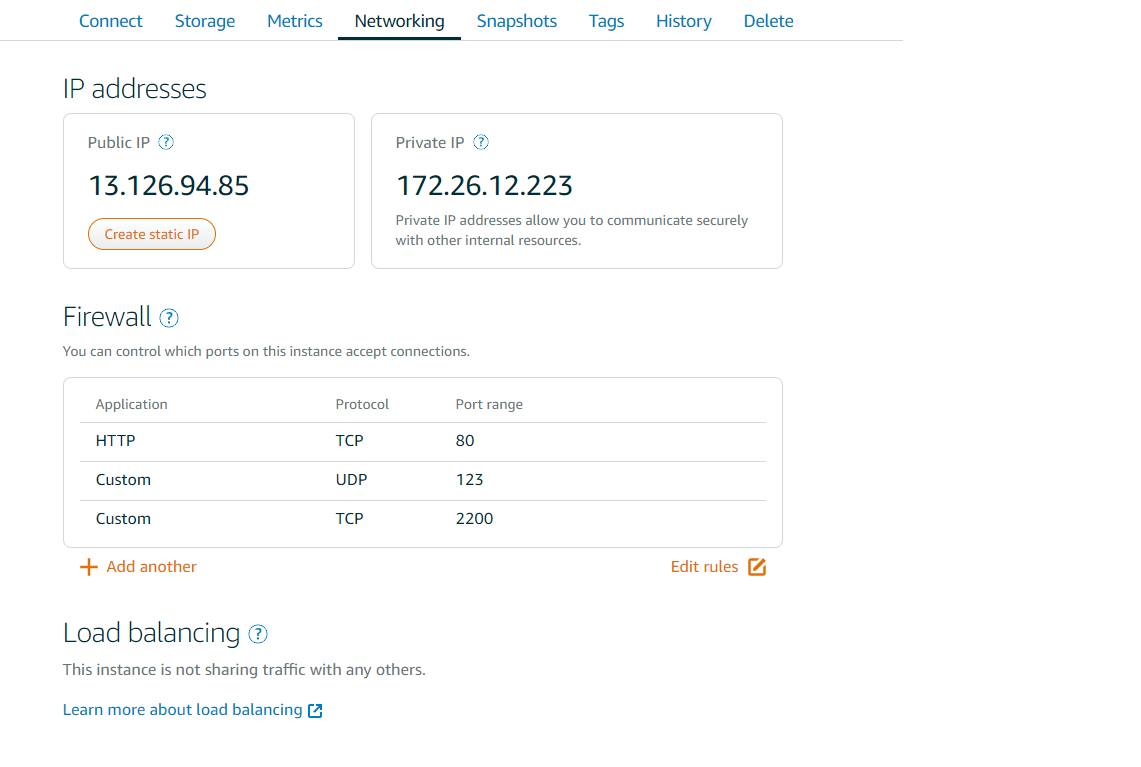 Connect Storage Metrics Networking Snapshots Tags History Delete
IP addresses
Public IP ?
13.126.94.85
Create static IP
Private IP ?
172.26.12.223
Private IP addresses allow you to communicate securely
with other internal resources.
Firewall ?
You can control which ports on this instance accept connections.
Application Protocol Port range
HTTP TCP 80
Custom UDP 123
Custom TCP 2200
+ Add another Edit rules
Load balancing ?
This instance is not sharing traffic with any others.
Learn more about load balancing